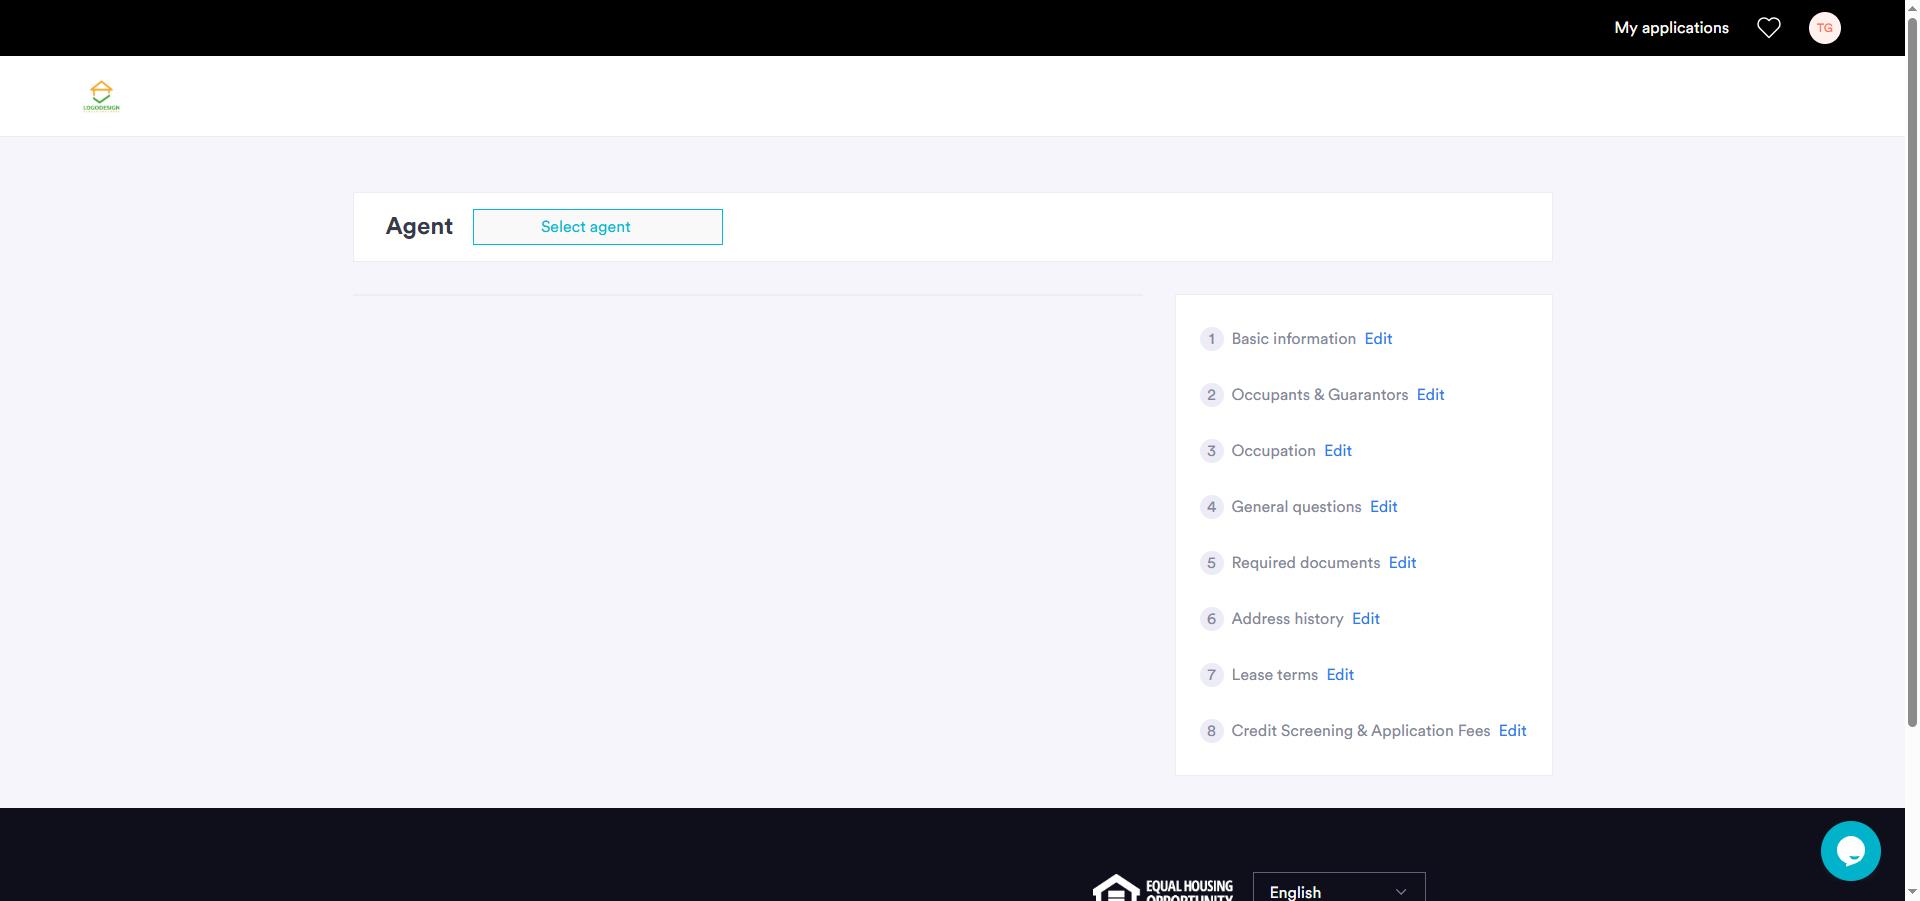 My applications
TG
LOGODESIGN
Agent
Select agent
1 Basic information Edit
2 Occupants & Guarantors Edit
3 Occupation Edit
4 General questions Edit
5 Required documents Edit
6 Address history Edit
7 Lease terms Edit
8 Credit Screening & Application Fees Edit
EQUAL HOUSING
OPPORTUNITY
English